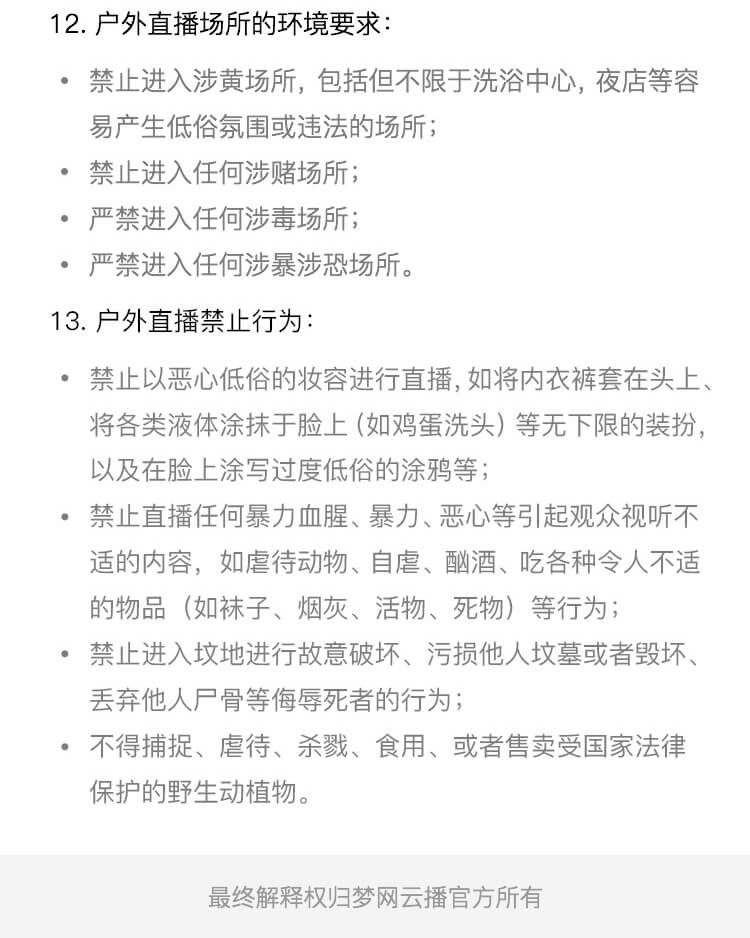 12. 户外直播场所的环境要求：
• 禁止进入涉黄场所, 包括但不限于洗浴中心, 夜店等容
易产生低俗氛围或违法的场所；
• 禁止进入任何涉赌场所；
• 严禁进入任何涉毒场所；
• 严禁进入任何涉暴涉恐场所。
13. 户外直播禁止行为：
• 禁止以恶心低俗的妆容进行直播, 如将内衣裤套在头上、
将各类液体涂抹于脸上（如鸡蛋洗头）等无下限的装扮,
以及在脸上涂写过度低俗的涂鸦等；
• 禁止直播任何暴力血腥、暴力、恶心等引起观众视听不
适的内容，如虐待动物、自虐、酗酒、吃各种令人不适
的物品（如袜子、烟灰、活物、死物）等行为；
• 禁止进入坟地进行故意破坏、污损他人坟墓或者毁坏、
丢弃他人尸骨等侮辱死者的行为；
• 不得捕捉、虐待、杀戮、食用、或者售卖受国家法律
保护的野生动植物。
最终解释权归梦网云播官方所有